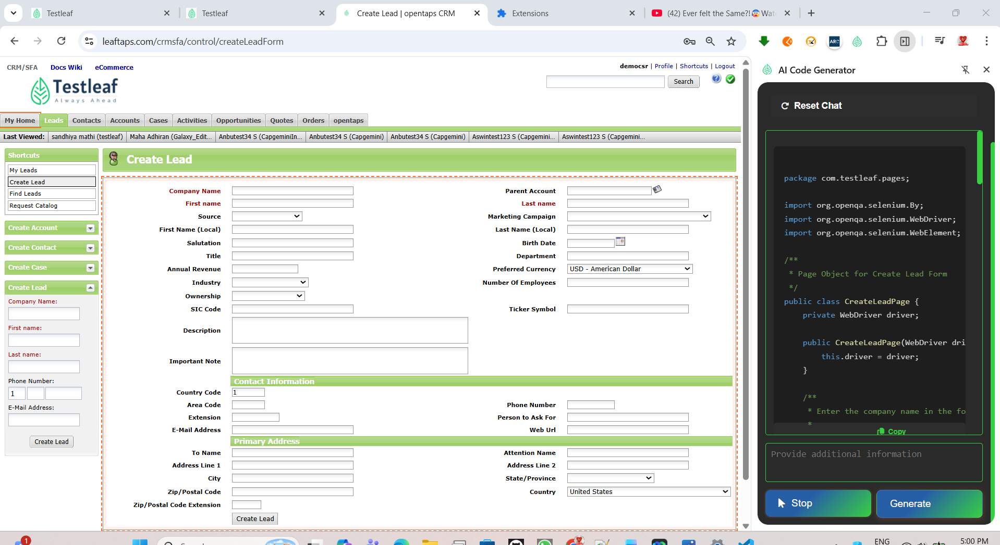 Testleaf
Testleaf
Create Lead | opentaps CRM
Extensions
(42) Ever felt the Same?!😨Wat
leaftaps.com/crmsfa/control/createLeadForm
ARC
CRM/SFA
Docs Wiki
eCommerce
democsr | Profile | Shortcuts | Logout
Search
Testleaf
Always Ahead
My Home
Leads
Contacts
Accounts
Cases
Activities
Opportunities
Quotes
Orders
opentaps
Last Viewed:
sandhiya mathi (testleaf)
Maha Adhiran (Galaxy_Edit...
Anbutest34 S (CapgeminiIn...
Anbutest34 S (Capgemini)
Anbutest34 S (Capgemini)
Aswintest123 S (Capgemini...
Aswintest123 S (Capgemini...
Shortcuts
My Leads
Create Lead
Find Leads
Request Catalog
Create Account
Create Contact
Create Case
Create Lead
Company Name:
First name:
Last name:
Phone Number:
1
E-Mail Address:
Create Lead
Create Lead
Company Name
Parent Account
First name
Last name
Source
Marketing Campaign
First Name (Local)
Last Name (Local)
Salutation
Birth Date
Title
Department
Annual Revenue
Preferred Currency
USD - American Dollar
Industry
Number Of Employees
Ownership
SIC Code
Ticker Symbol
Description
Important Note
Contact Information
Country Code
1
Area Code
Phone Number
Extension
Person to Ask For
E-Mail Address
Web Url
Primary Address
To Name
Attention Name
Address Line 1
Address Line 2
City
State/Province
Zip/Postal Code
Country
United States
Zip/Postal Code Extension
Create Lead
AI Code Generator
Reset Chat
package com.testleaf.pages;
import org.openqa.selenium.By;
import org.openqa.selenium.WebDriver;
import org.openqa.selenium.WebElement;
/**
* Page Object for Create Lead Form
*/
public class CreateLeadPage {
private WebDriver driver;
public CreateLeadPage(WebDriver dri
this.driver = driver;
}
/**
* Enter the company name in the fo
*
Copy
Provide additional information
Stop
Generate
1
ENG
5:00 PM